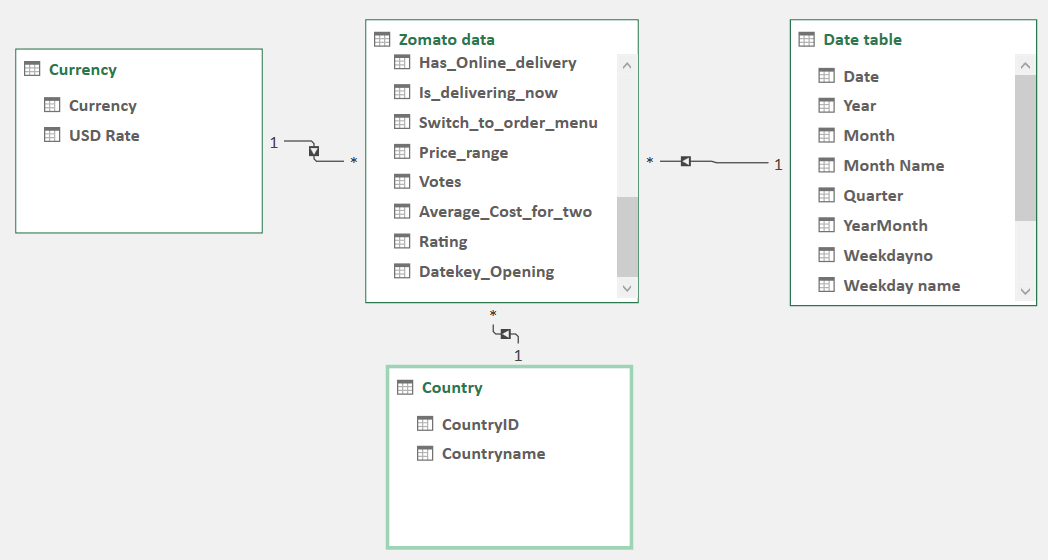 Currency
Currency
USD Rate
1
*
Zomato data
Has_Online_delivery
Is_delivering_now
Switch_to_order_menu
Price_range
Votes
Average_Cost_for_two
Rating
Datekey_Opening
*
1
Date table
Date
Year
Month
Month Name
Quarter
YearMonth
Weekdayno
Weekday name
*
1
Country
CountryID
Countryname